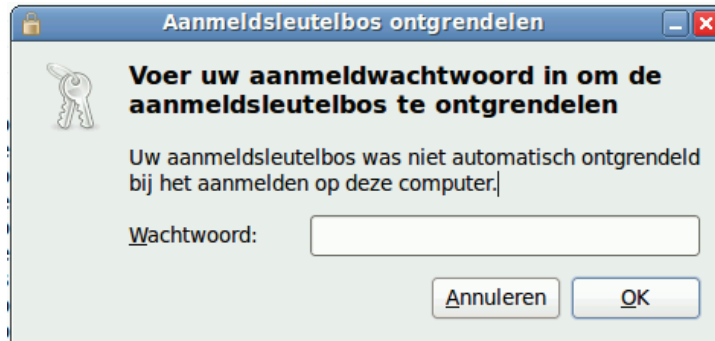 Aanmeldsleutelbos ontgrendelen
Voer uw aanmeldwachtwoord in om de
aanmeldsleutelbos te ontgrendelen
Uw aanmeldsleutelbos was niet automatisch ontgrendeld
bij het aanmelden op deze computer.
Wachtwoord:
Annuleren OK